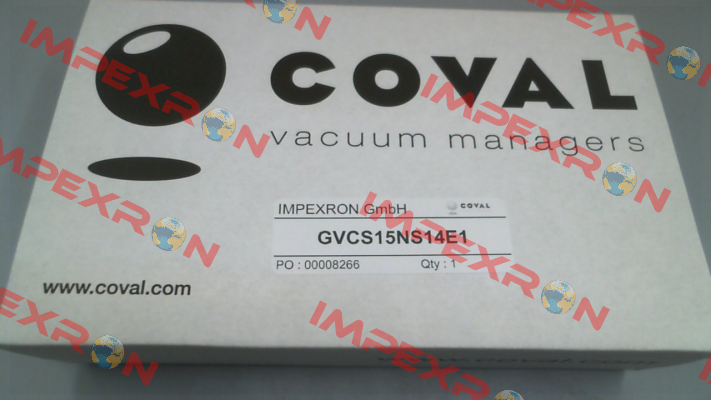 COVAL
vacuum managers
IMPEXRON GmbH COVAL
GVCS15NS14E1
PO : 00008266 Qty : 1
www.coval.com
IMPEXRON
IMPEXRON
IMPEXRON
IMPEXRON
IMPEXRON
IMPEXRON
IMPEXRON